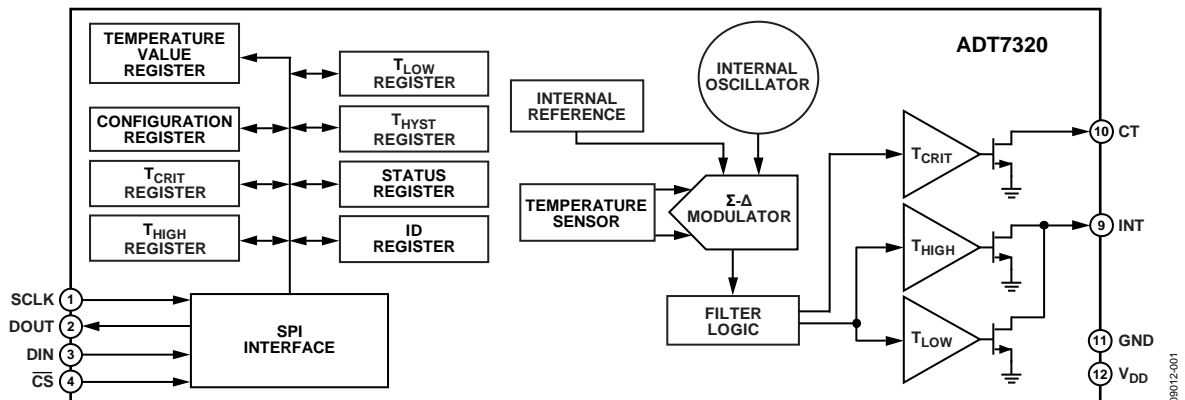 ADT7320
TEMPERATURE
VALUE
REGISTER
TLOW
REGISTER
CONFIGURATION
REGISTER
THYST
REGISTER
TCRIT
REGISTER
STATUS
REGISTER
THIGH
REGISTER
ID
REGISTER
INTERNAL
REFERENCE
INTERNAL
OSCILLATOR
TEMPERATURE
SENSOR
Σ-Δ
MODULATOR
FILTER
LOGIC
TCRIT
THIGH
TLOW
10 CT
9 INT
11 GND
12 VDD
SCLK 1
DOUT 2
DIN 3
CS 4
SPI
INTERFACE
09012-001